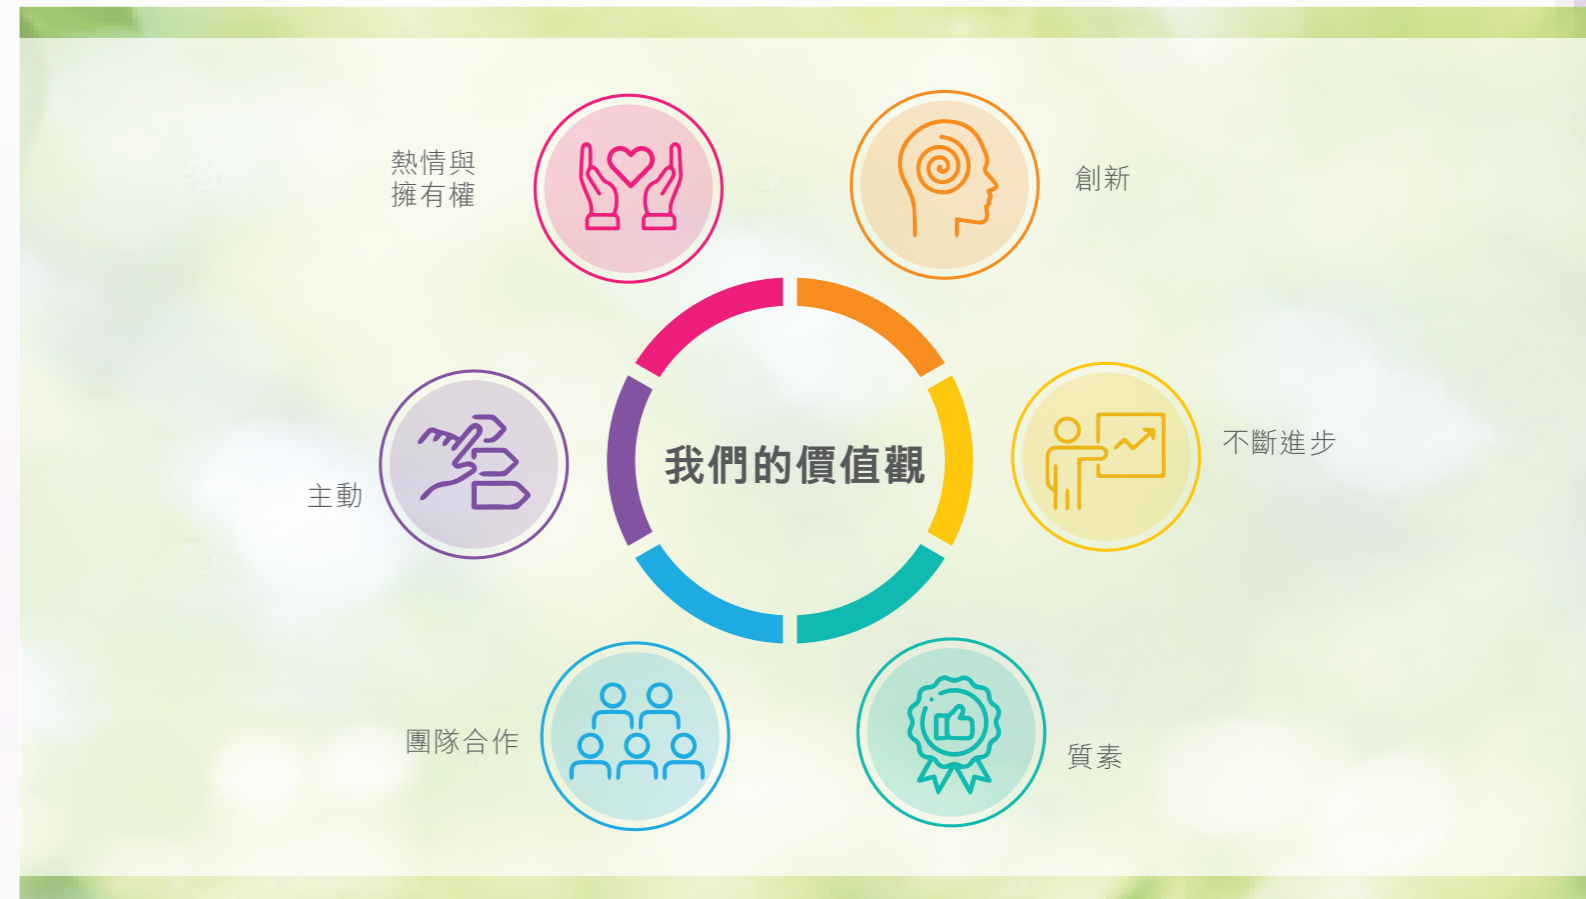 熱情與
擁有權
創新
我們的價值觀
不斷進步
主動
團隊合作
質素